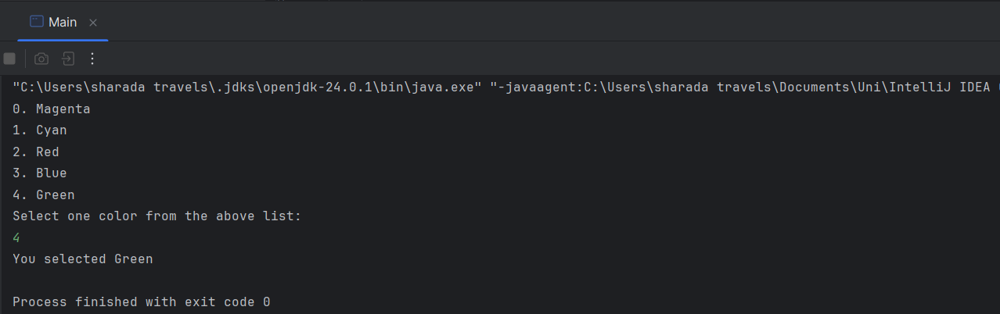 Main
"C:\Users\sharada travels\.jdks\openjdk-24.0.1\bin\java.exe" "-javaagent:C:\Users\sharada travels\Documents\Uni\IntelliJ IDEA
0. Magenta
1. Cyan
2. Red
3. Blue
4. Green
Select one color from the above list:
4
You selected Green
Process finished with exit code 0